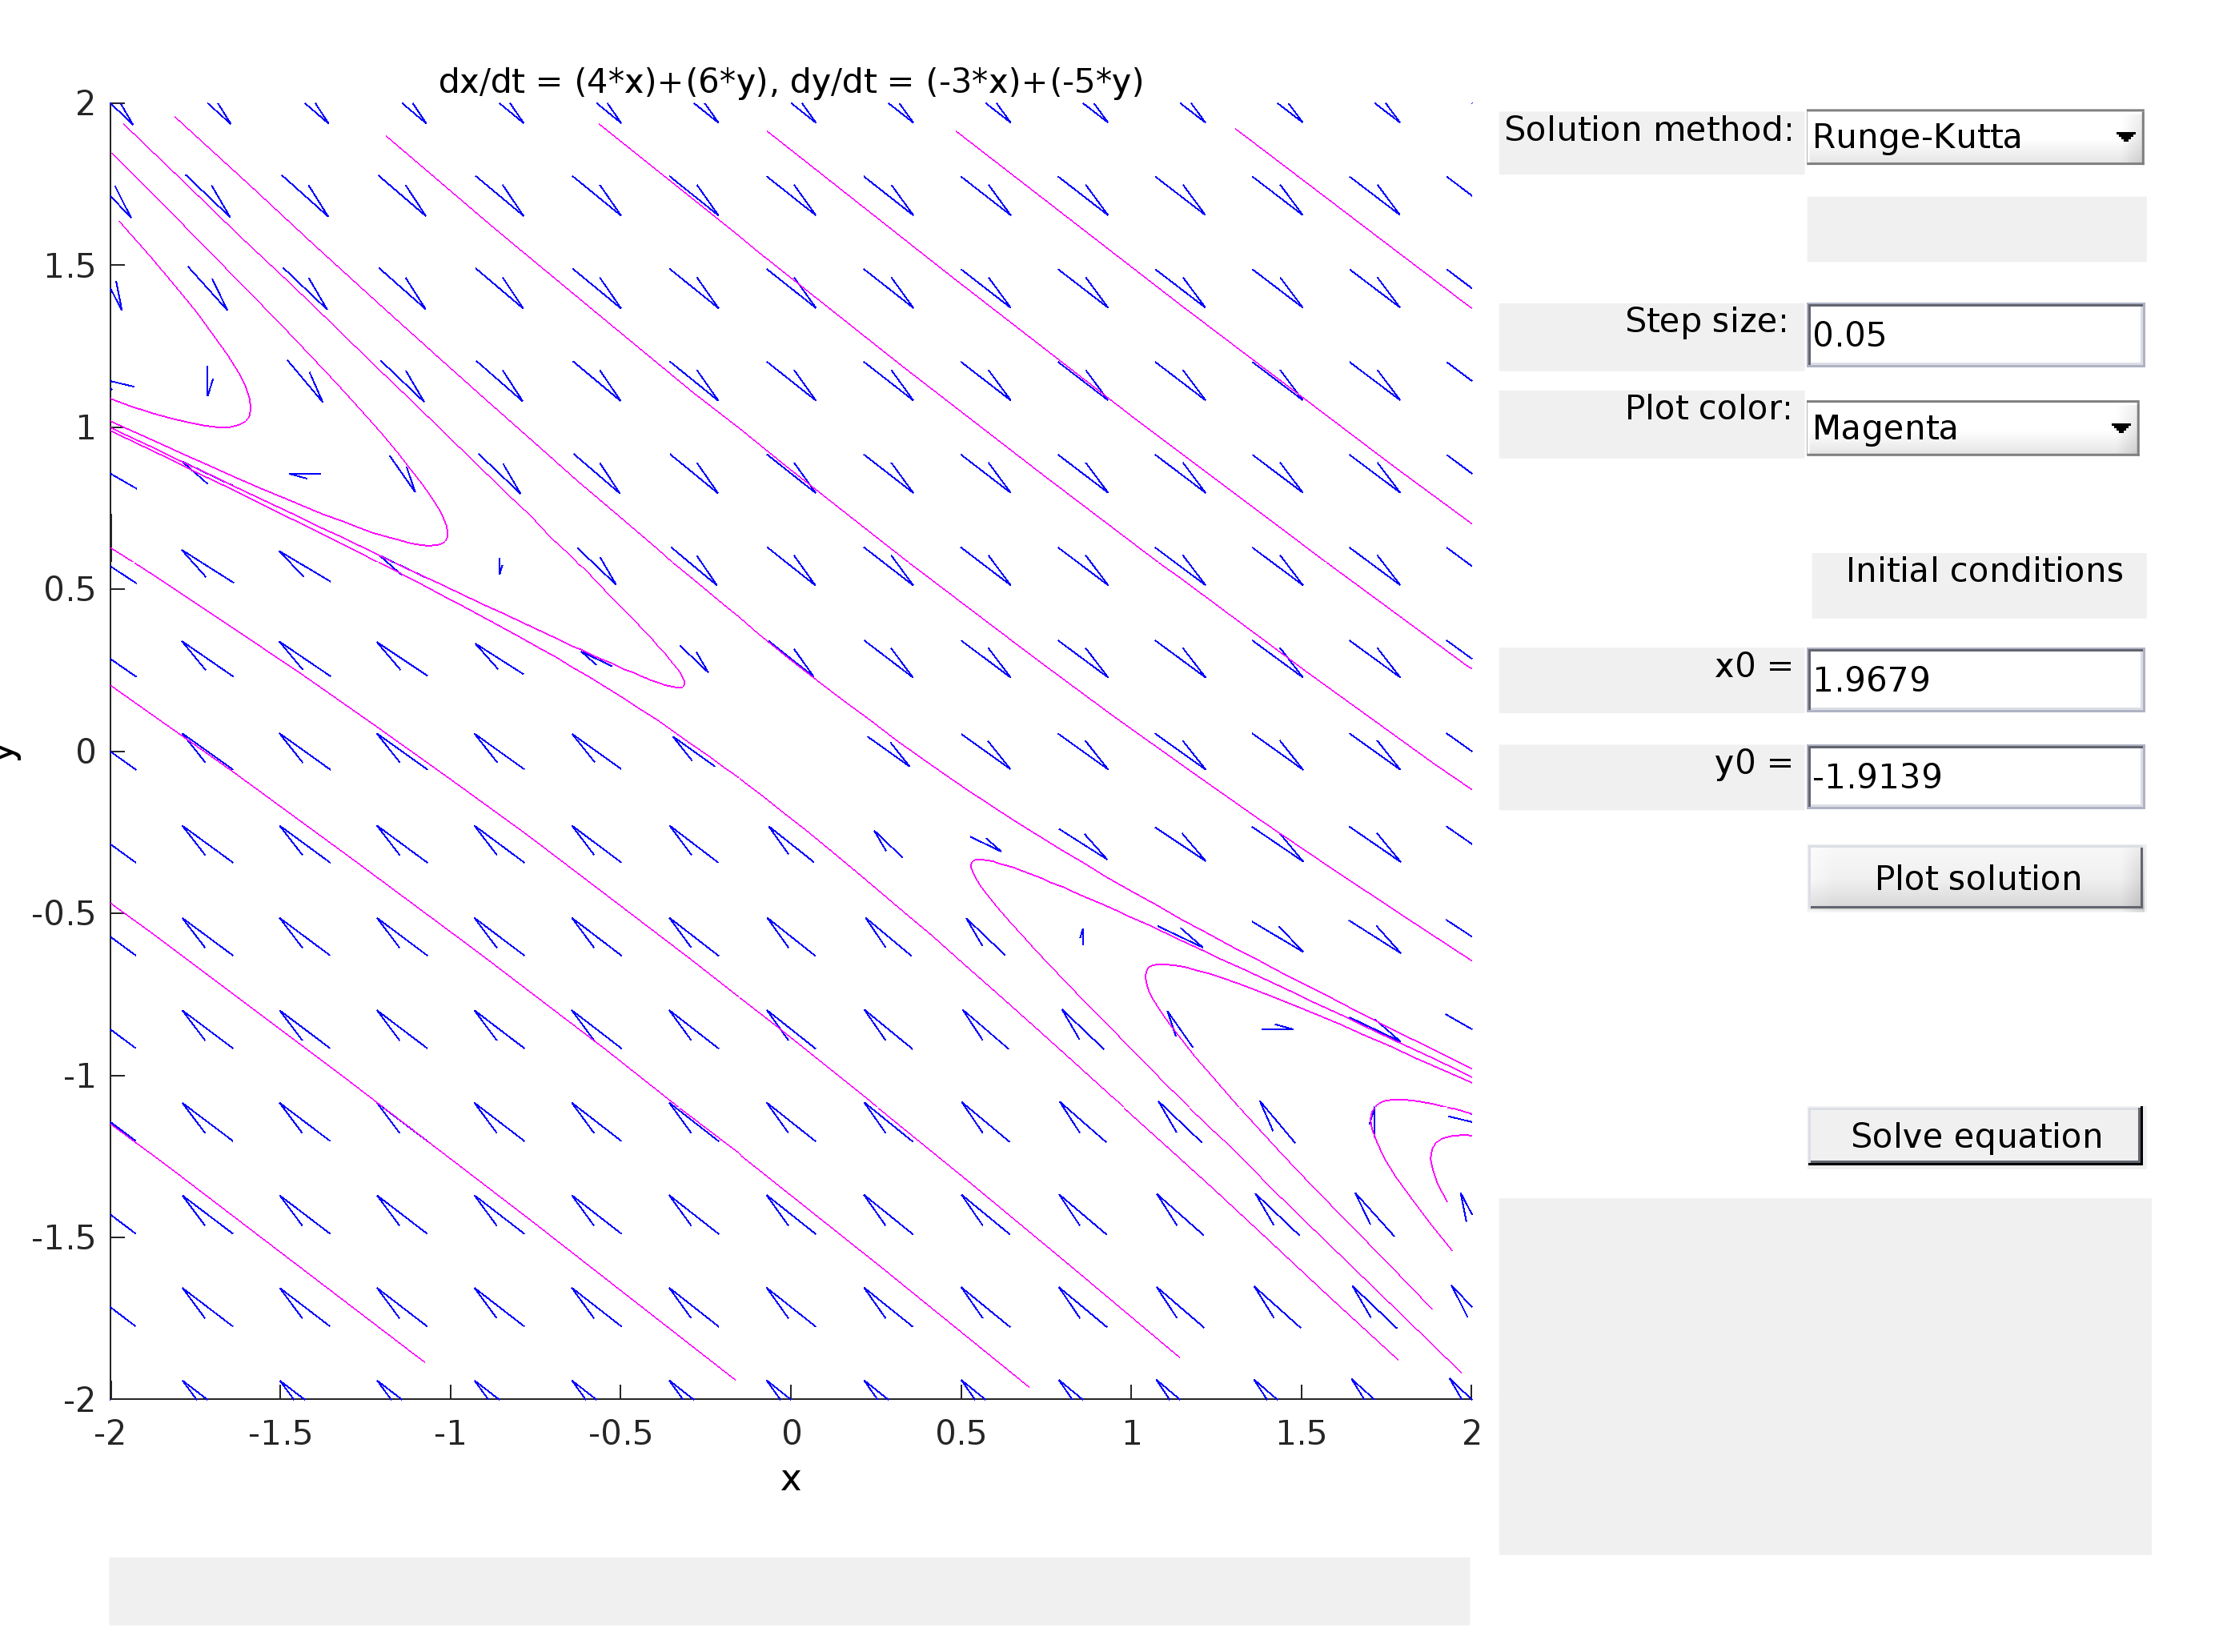 dx/dt = (4*x)+(6*y), dy/dt = (-3*x)+(-5*y)
2
1.5
1
0.5
0
-0.5
-1
-1.5
-2
y
-2
-1.5
-1
-0.5
0
0.5
1
1.5
2
x
Solution method:
Runge-Kutta
Step size:
0.05
Plot color:
Magenta
Initial conditions
x0 =
1.9679
y0 =
-1.9139
Plot solution
Solve equation